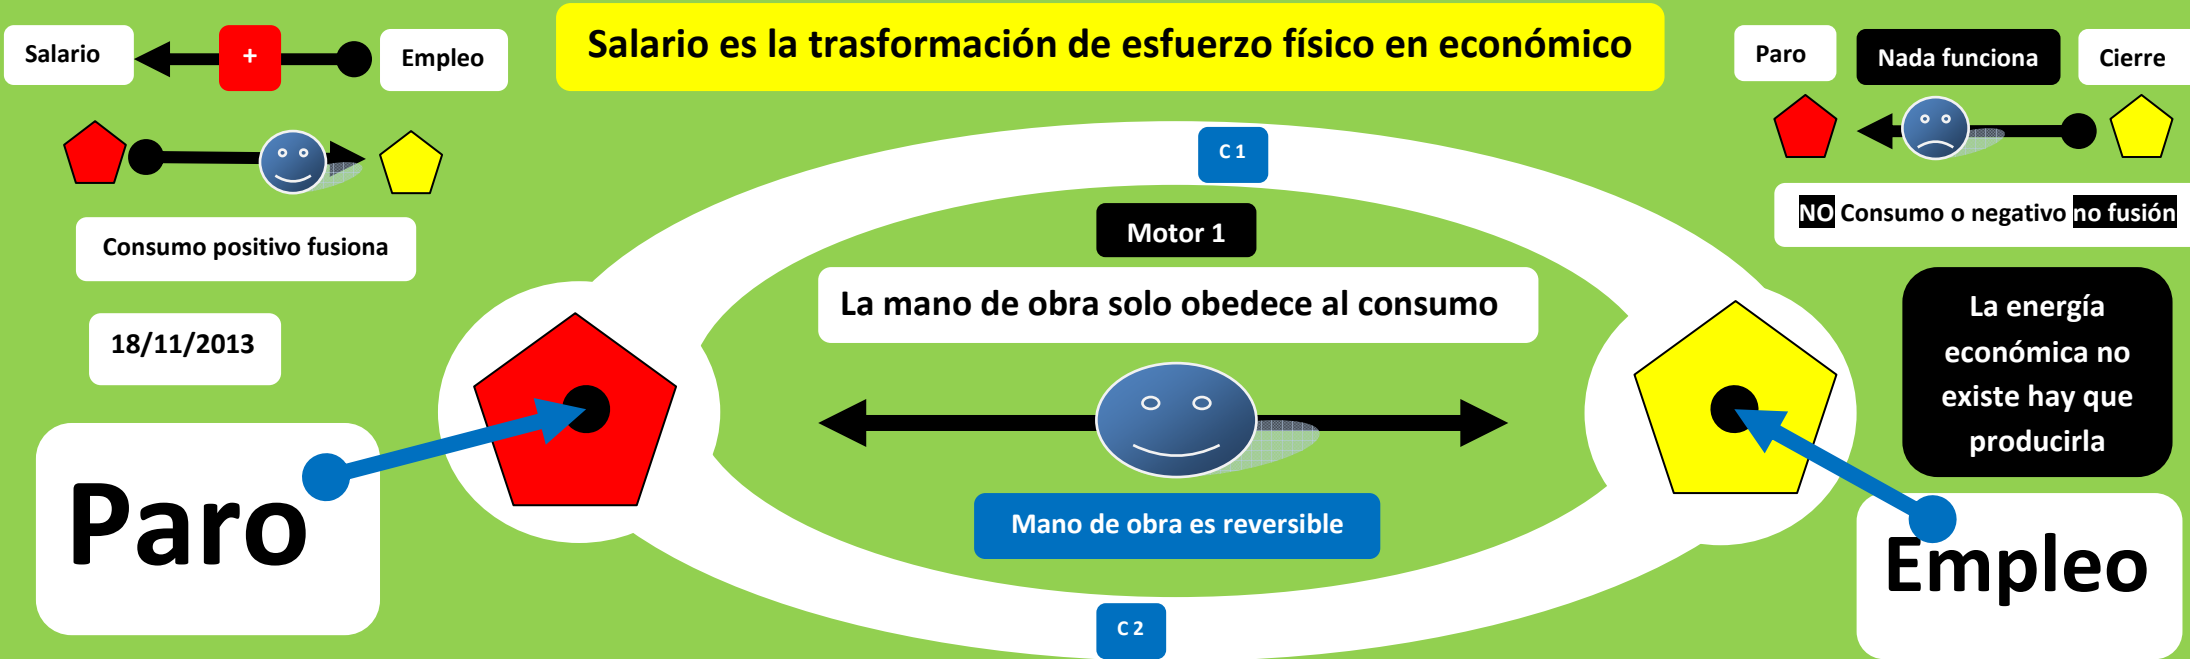 Salario
+
Empleo
Salario es la trasformación de esfuerzo físico en económico
Paro
Nada funciona
Cierre
C 1
Consumo positivo fusiona
NO Consumo o negativo no fusión
Motor 1
La mano de obra solo obedece al consumo
18/11/2013
La energía
económica no
existe hay que
producirla
Paro
Mano de obra es reversible
Empleo
C 2